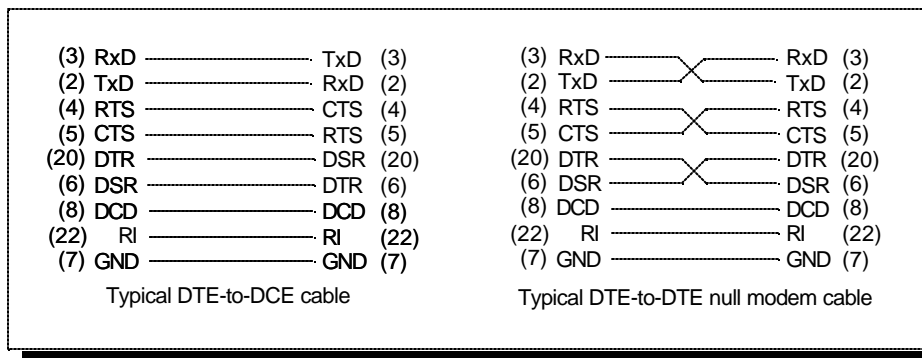 (3) RxD TxD (3) (3) RxD RxD (3)
(2) TxD RxD (2) (2) TxD TxD (2)
(4) RTS CTS (4) (4) RTS RTS (4)
(5) CTS RTS (5) (5) CTS CTS (5)
(20) DTR DSR (20) (20) DTR DTR (20)
(6) DSR DTR (6) (6) DSR DSR (6)
(8) DCD DCD (8) (8) DCD DCD (8)
(22) RI RI (22) (22) RI RI (22)
(7) GND GND (7) (7) GND GND (7)
Typical DTE-to-DCE cable Typical DTE-to-DTE null modem cable